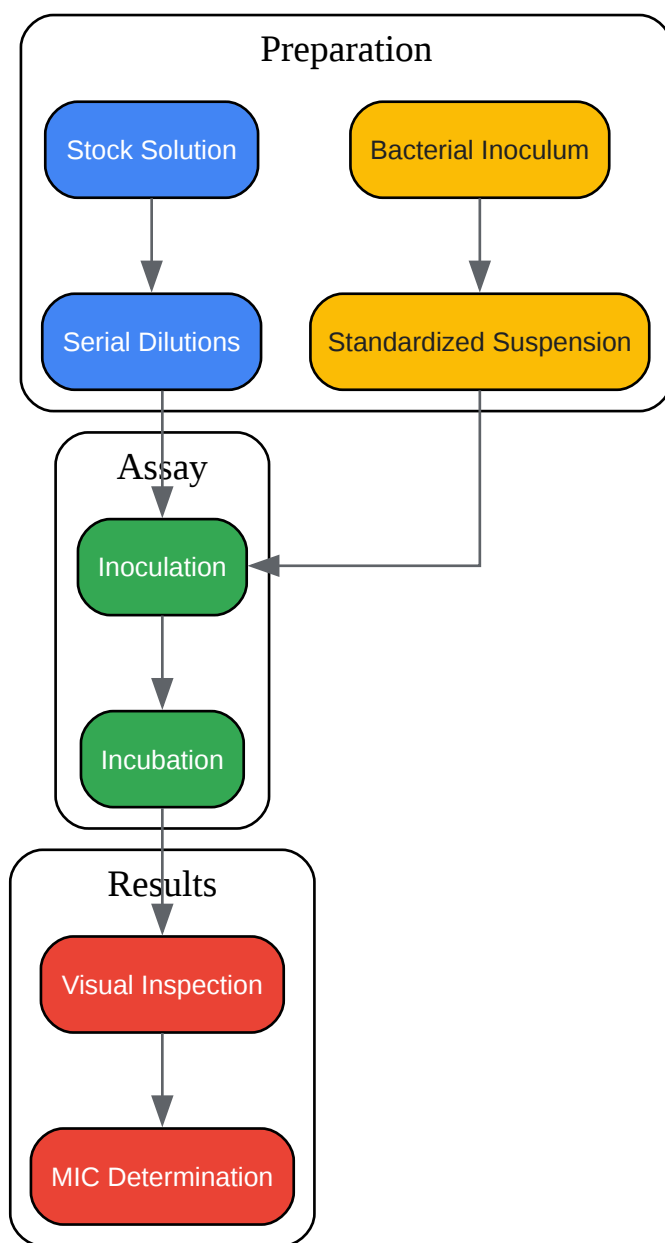 Preparation
Stock Solution
Bacterial Inoculum
Serial Dilutions
Standardized Suspension
Assay
Inoculation
Incubation
Results
Visual Inspection
MIC Determination